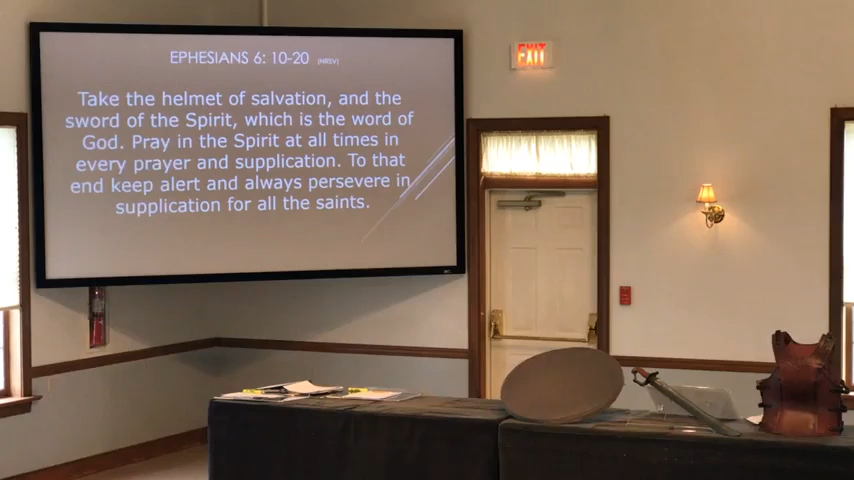 EPHESIANS 6: 10-20 (NRSV)
Take the helmet of salvation, and the
sword of the Spirit, which is the word of
God. Pray in the Spirit at all times in
every prayer and supplication. To that
end keep alert and always persevere in
supplication for all the saints.
EXIT